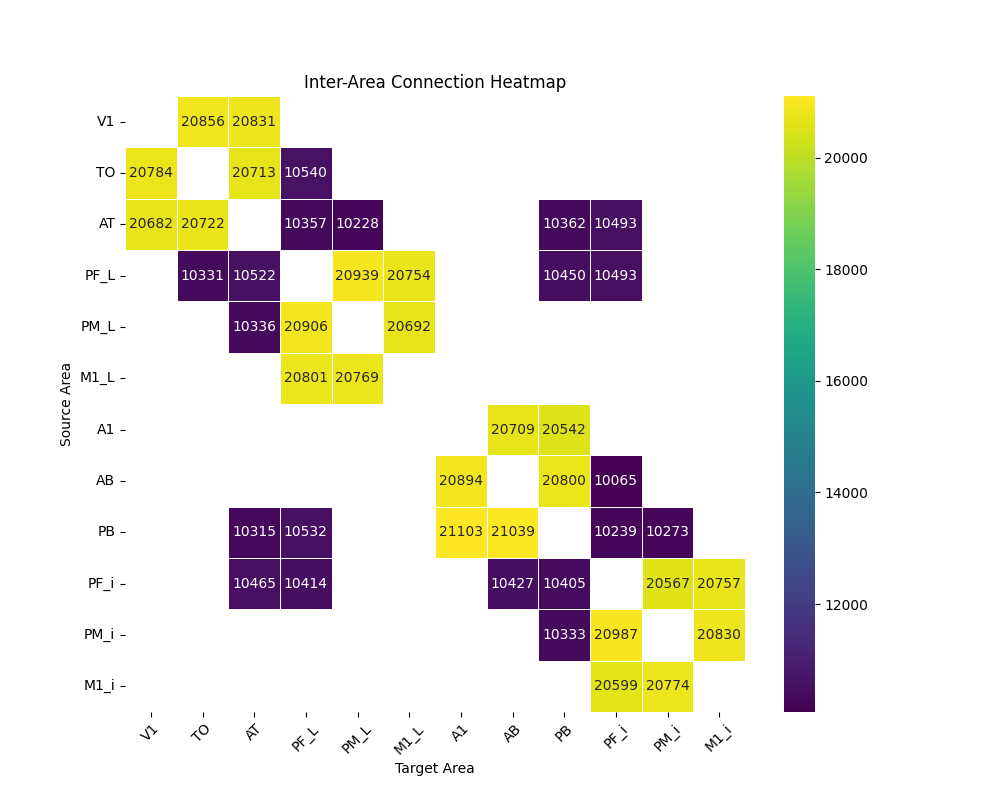 Inter-Area Connection Heatmap
V1 20856 20831
TO 20784 20713 10540
AT 20682 20722 10357 10228 10362 10493
PF_L 10331 10522 20939 20754 10450 10493
PM_L 10336 20906 20692
M1_L 20801 20769
A1 20709 20542
AB 20894 20800 10065
PB 10315 10532 21103 21039 10239 10273
PF_i 10465 10414 10427 10405 20567 20757
PM_i 10333 20987 20830
M1_i 20599 20774
V1 TO AT PF_L PM_L M1_L A1 AB PB PF_i PM_i M1_i
Target Area
Source Area
20000
18000
16000
14000
12000